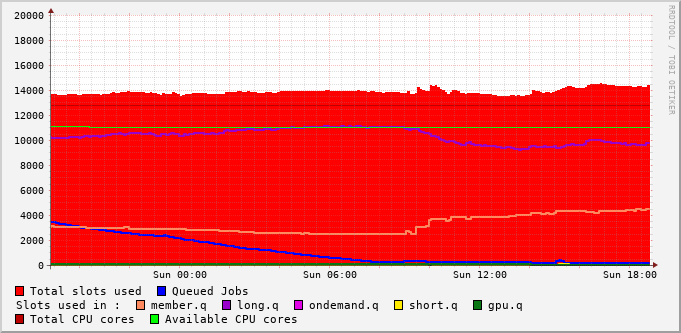 RRDTOOL / TOBI OETIKER
20000
18000
16000
14000
12000
10000
8000
6000
4000
2000
0
Sun 00:00 Sun 06:00 Sun 12:00 Sun 18:00
Total slots used Queued Jobs
Slots used in : member.q long.q ondemand.q short.q gpu.q
Total CPU cores Available CPU cores